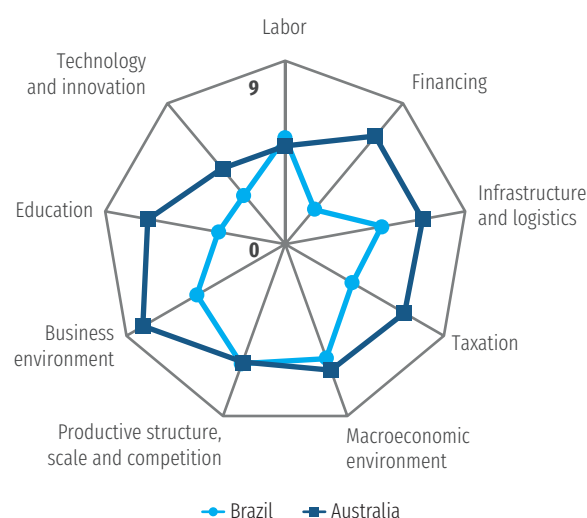 Labor
Technology
and innovation
9
Financing
Education
Infrastructure
and logistics
0
Business
environment
Taxation
Productive structure,
scale and competition
Macroeconomic
environment
Brazil
Australia